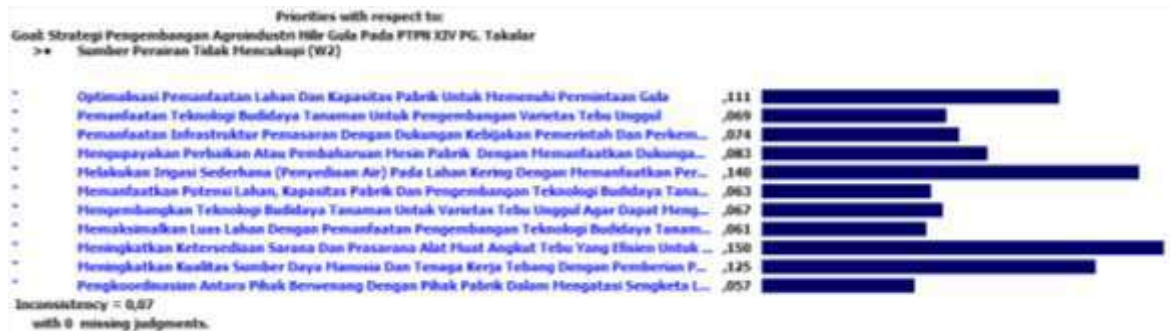 Priorities with respect to:
Goal: Strategi Pengembangan Agroindustri Hilir Gula Pada PTPN XIV PG. Takalar
>• Sumber Perairan Tidak Mencukupi (W2)
Optimalisasi Pemanfaatan Lahan Dan Kapasitas Pabrik Untuk Memenuhi Permintaan Gula ,111
Pemanfaatan Teknologi Budidaya Tanaman Untuk Pengembangan Varietas Tebu Unggul ,069
Pemanfaatan Infrastruktur Pemasaran Dengan Dukungan Kebijakan Pemerintah Dan Perkem... ,074
Mengupayakan Perbaikan Atau Pembaharuan Mesin Pabrik Dengan Memanfaatkan Dukunga... ,083
Melakukan Irigasi Sederhana (Penyediaan Air) Pada Lahan Kering Dengan Memanfaatkan Per... ,140
Memanfaatkan Potensi Lahan, Kapasitas Pabrik Dan Pengembangan Teknologi Budidaya Tana... ,063
Mengembangkan Teknologi Budidaya Tanaman Untuk Varietas Tebu Unggul Agar Dapat Meng... ,067
Memaksimalkan Luas Lahan Dengan Pemanfaatan Pengembangan Teknologi Budidaya Tanam... ,061
Meningkatkan Ketersediaan Sarana Dan Prasarana Alat Muat Angkut Tebu Yang Efisien Untuk ... ,150
Meningkatkan Kualitas Sumber Daya Manusia Dan Tenaga Kerja Tebang Dengan Pemberian P... ,125
Pengkoordinasian Antara Pihak Berwenang Dengan Pihak Pabrik Dalam Mengatasi Sengketa L... ,057
Inconsistency = 0,07
with 0 missing judgments.